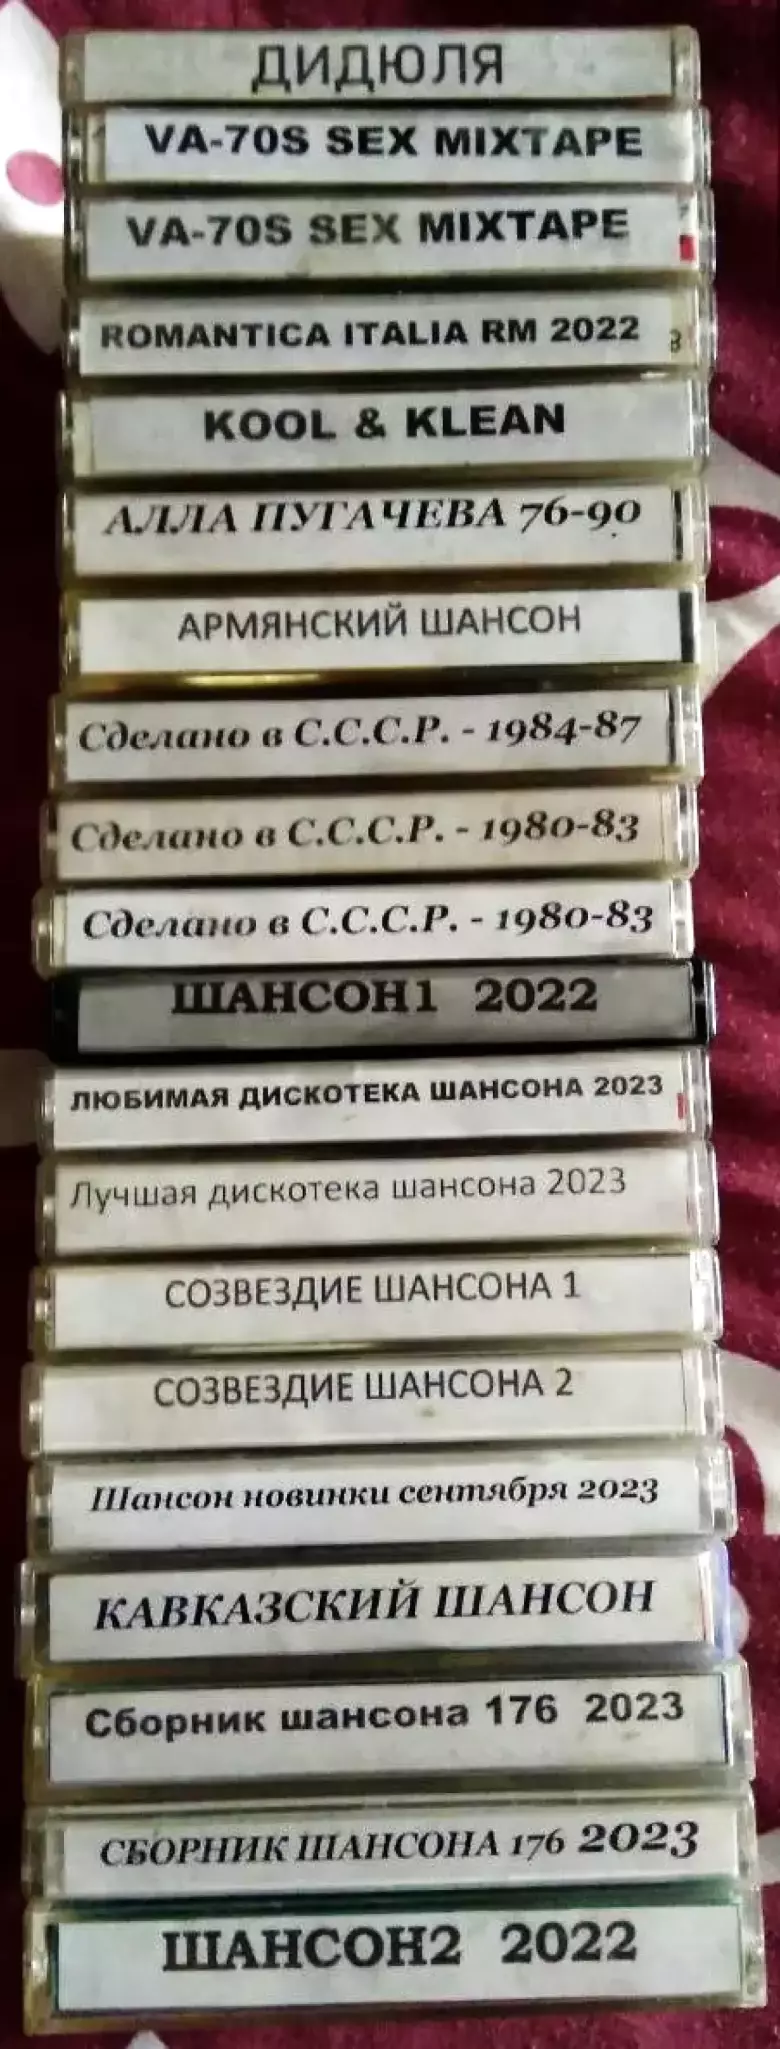 ДИДЮЛЯ
VA-70S SEX MIXTAPE
VA-70S SEX MIXTAPE
ROMANTICA ITALIA RM 2022
KOOL & KLEAN
АЛЛА ПУГАЧЕВА 76-90
АРМЯНСКИЙ ШАНСОН
Сделано в С.С.С.Р. - 1984-87
Сделано в С.С.С.Р. - 1980-83
Сделано в С.С.С.Р. - 1980-83
ШАНСОН1 2022
ЛЮБИМАЯ ДИСКОТЕКА ШАНСОНА 2023
Лучшая дискотека шансона 2023
СОЗВЕЗДИЕ ШАНСОНА 1
СОЗВЕЗДИЕ ШАНСОНА 2
Шансон новинки сентября 2023
КАВКАЗСКИЙ ШАНСОН
Сборник шансона 176 2023
СБОРНИК ШАНСОНА 176 2023
ШАНСОН2 2022